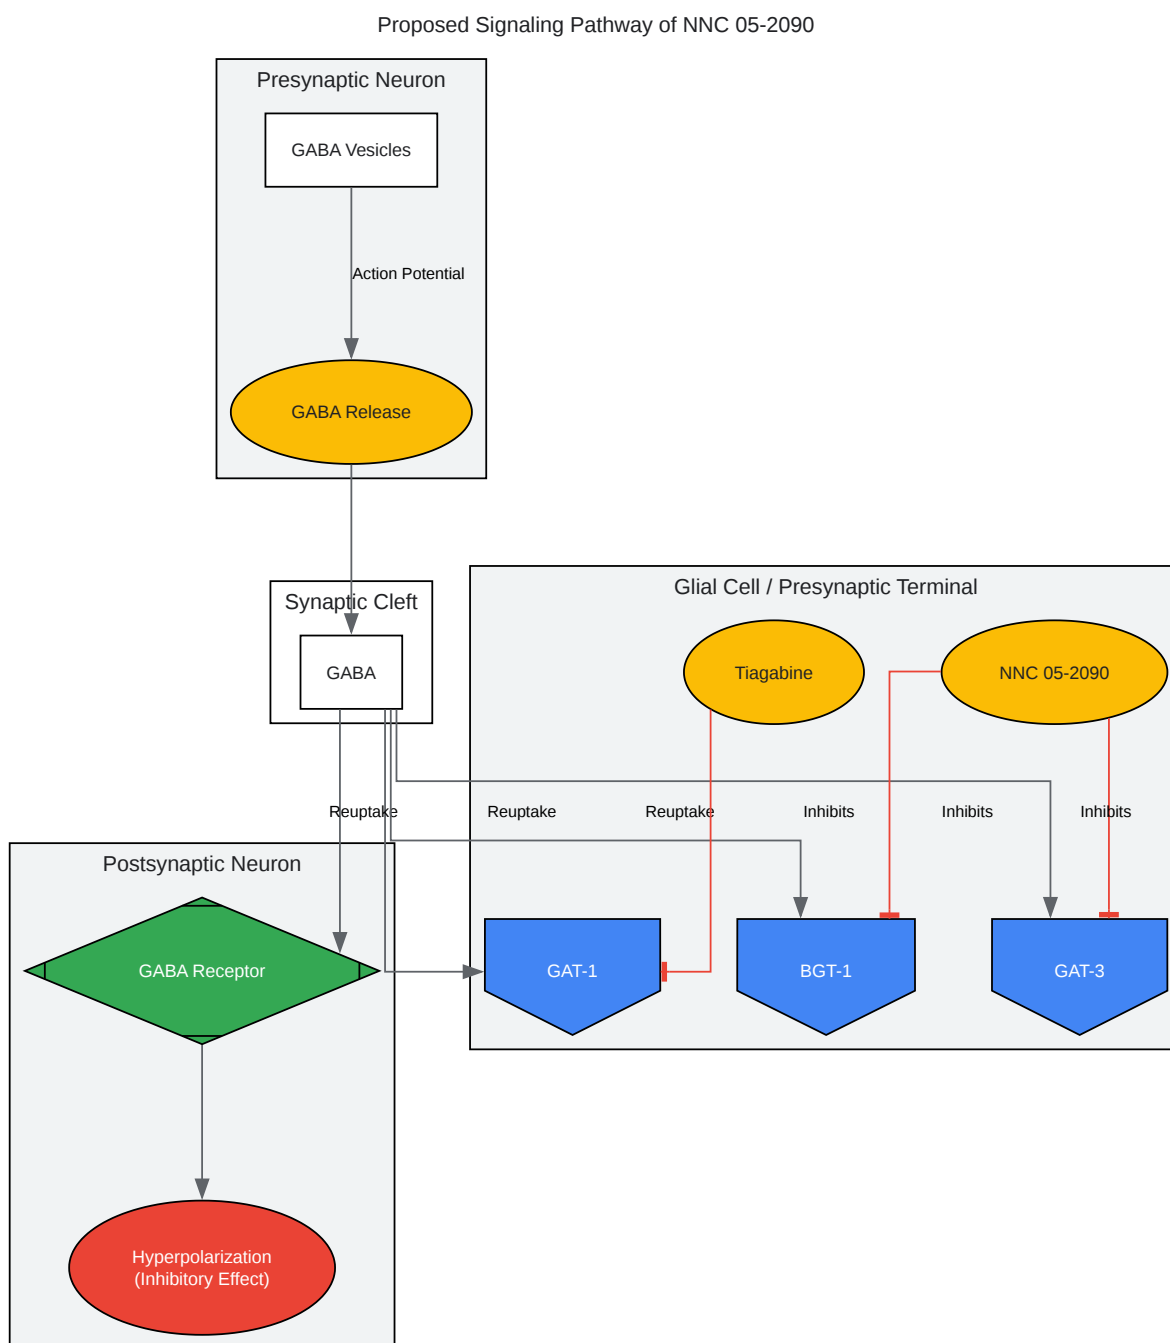 Proposed Signaling Pathway of NNC 05-2090
Presynaptic Neuron
GABA Vesicles
Action Potential
GABA Release
Synaptic Cleft
GABA
Glial Cell / Presynaptic Terminal
Tiagabine
NNC 05-2090
Reuptake
Reuptake
Reuptake
Inhibits
Inhibits
Inhibits
Postsynaptic Neuron
GABA Receptor
GAT-1
BGT-1
GAT-3
Hyperpolarization
(Inhibitory Effect)